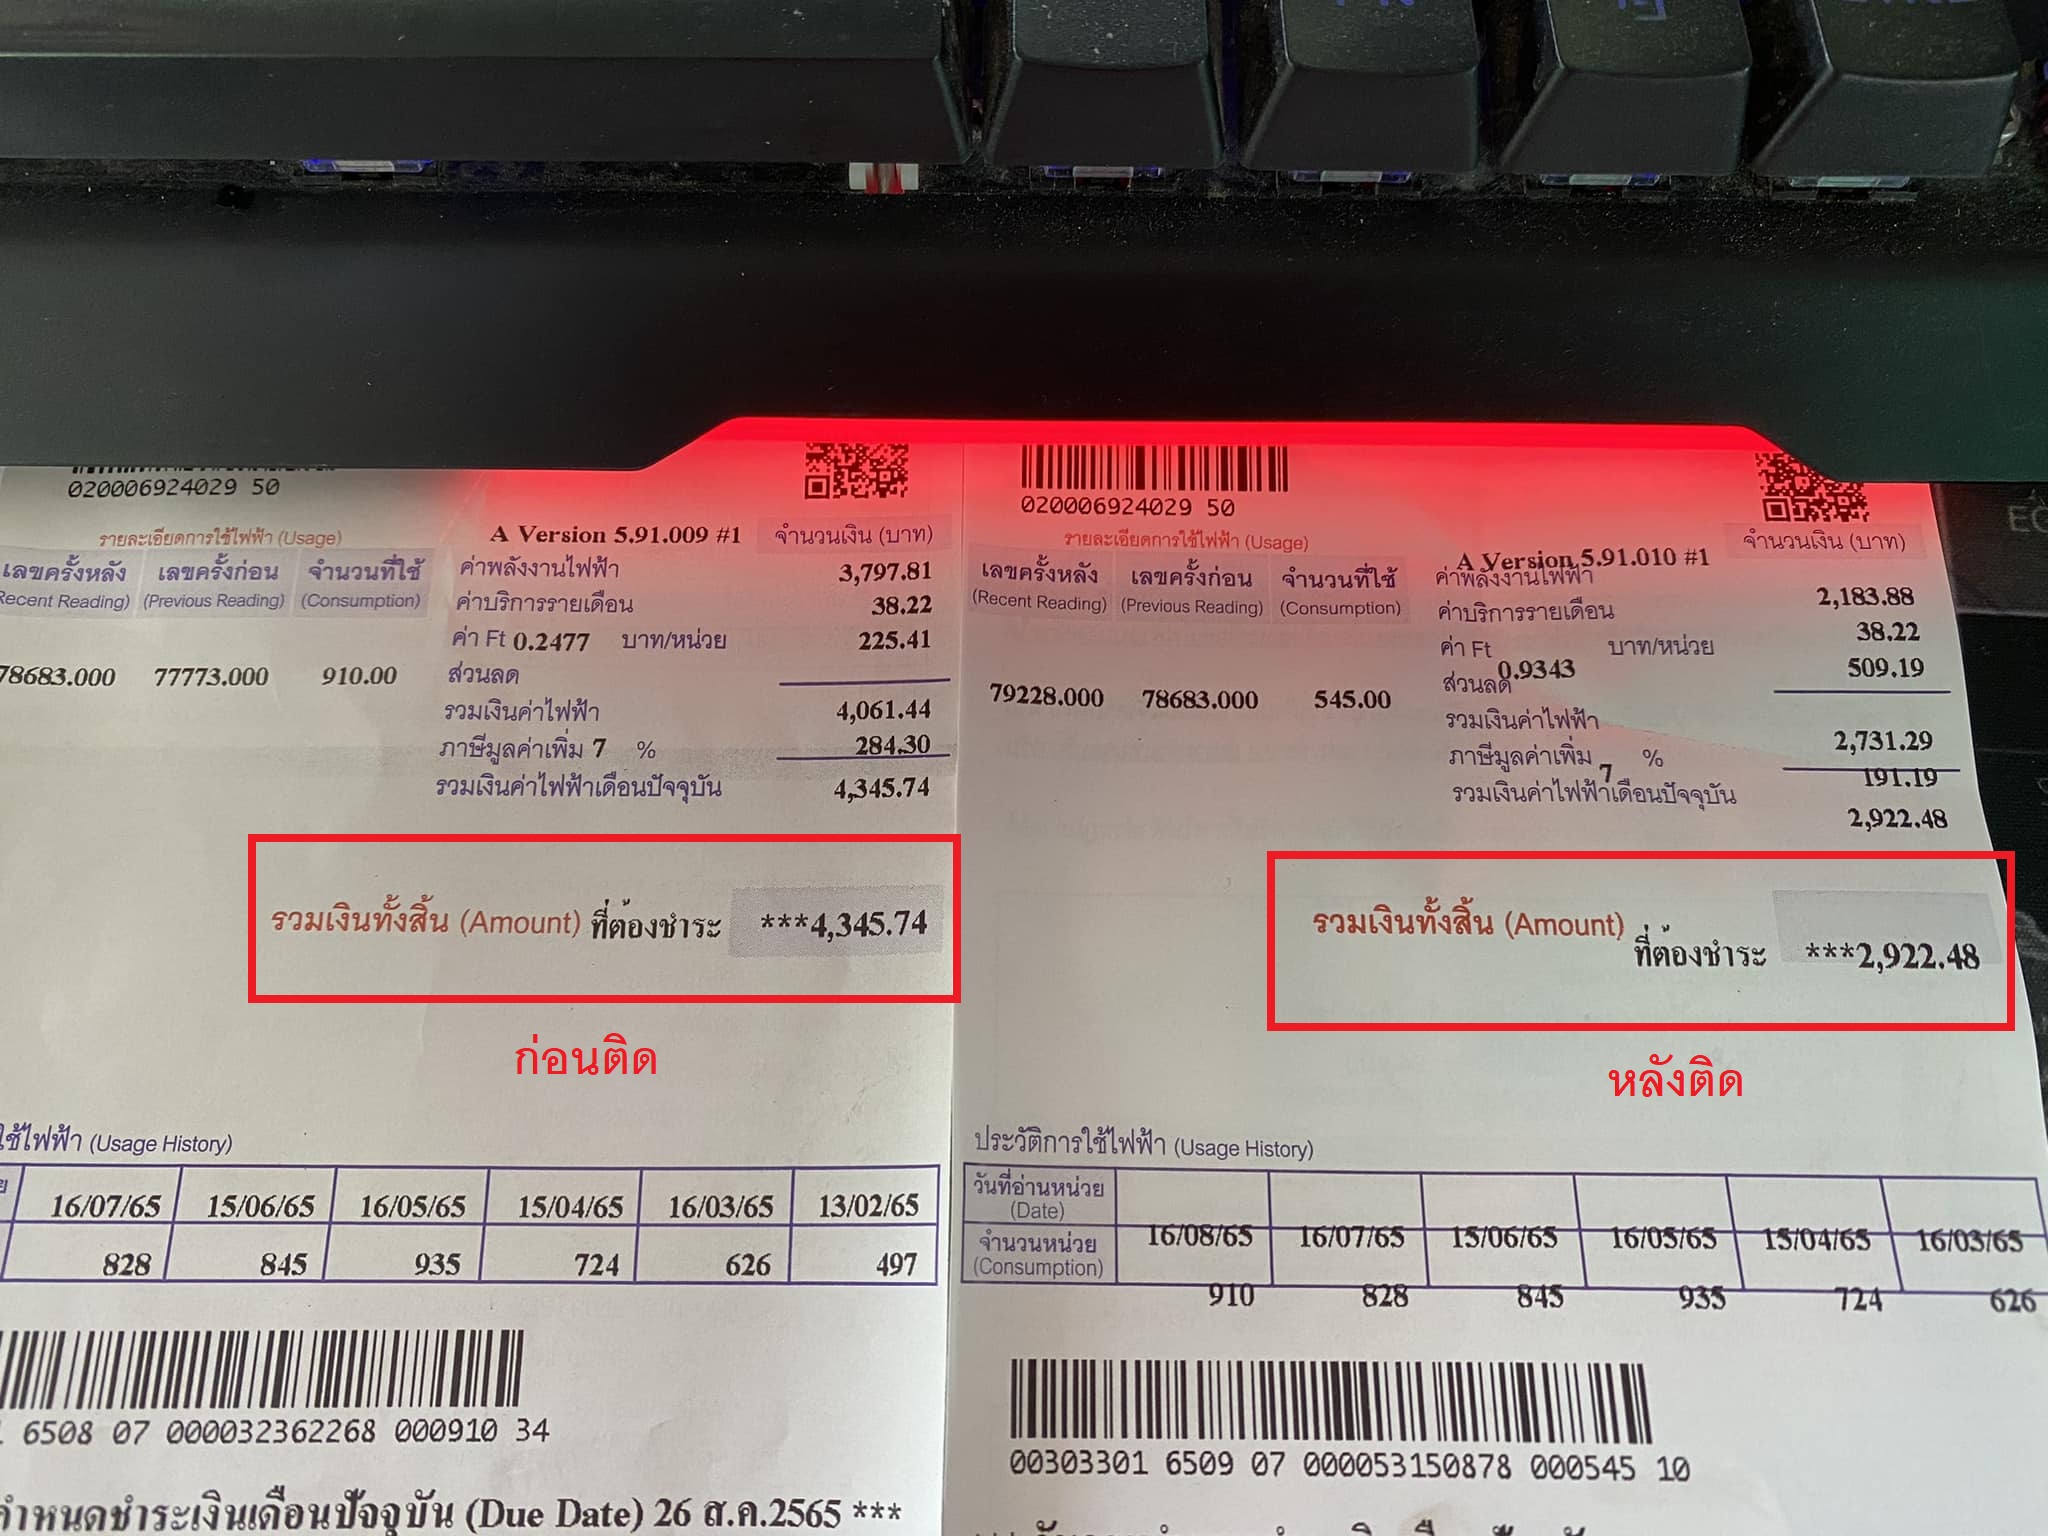 020006924029 50
รายละเอียดการใช้ไฟฟ้า (Usage)
A Version 5.91.009 #1
จำนวนเงิน (บาท)
เลขครั้งหลัง เลขครั้งก่อน จำนวนที่ใช้
Recent Reading) (Previous Reading) (Consumption)
ค่าพลังงานไฟฟ้า 3,797.81
ค่าบริการรายเดือน 38.22
ค่า Ft 0.2477 บาท/หน่วย 225.41
78683.000 77773.000 910.00
ส่วนลด
รวมเงินค่าไฟฟ้า 4,061.44
ภาษีมูลค่าเพิ่ม 7 % 284.30
รวมเงินค่าไฟฟ้าเดือนปัจจุบัน 4,345.74
รวมเงินทั้งสิ้น (Amount) ที่ต้องชำระ ***4,345.74
ก่อนติด
ใช้ไฟฟ้า (Usage History)
16/07/65 15/06/65 16/05/65 15/04/65 16/03/65 13/02/65
828 845 935 724 626 497
6508 07 000032362268 000910 34
กำหนดชำระเงินเดือนปัจจุบัน (Due Date) 26 ส.ค.2565 ***
020006924029 50
รายละเอียดการใช้ไฟฟ้า (Usage)
A Version 5.91.010 #1
จำนวนเงิน (บาท)
เลขครั้งหลัง เลขครั้งก่อน จำนวนที่ใช้
(Recent Reading) (Previous Reading) (Consumption)
ค่าพลังงานไฟฟ้า 2,183.88
ค่าบริการรายเดือน 38.22
ค่า Ft 0.9343 บาท/หน่วย 509.19
ส่วนลด
79228.000 78683.000 545.00
รวมเงินค่าไฟฟ้า 2,731.29
ภาษีมูลค่าเพิ่ม 7 % 191.19
รวมเงินค่าไฟฟ้าเดือนปัจจุบัน 2,922.48
รวมเงินทั้งสิ้น (Amount) ที่ต้องชำระ ***2,922.48
หลังติด
ประวัติการใช้ไฟฟ้า (Usage History)
วันที่อ่านหน่วย
(Date)
16/08/65 16/07/65 15/06/65 16/05/65 15/04/65 16/03/65
จำนวนหน่วย
(Consumption)
910 828 845 935 724 626
00303301 6509 07 000053150878 000545 10